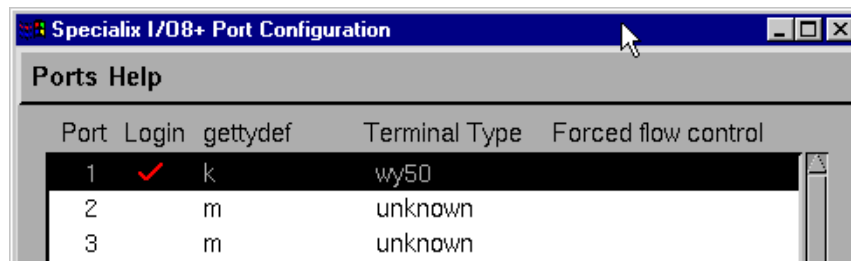 Specialix I/O8+ Port Configuration
Ports Help
Port Login gettydef Terminal Type Forced flow control
1 k wy50
2 m unknown
3 m unknown